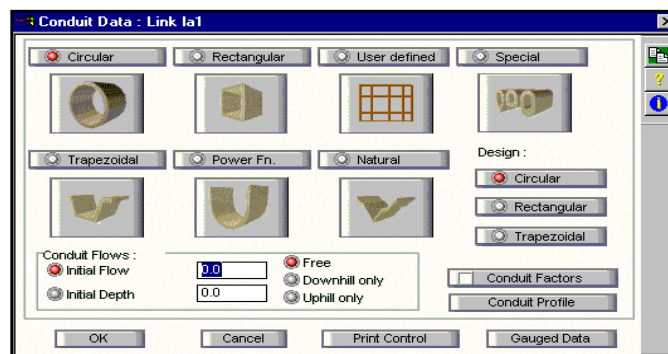 Conduit Data : Link la1
Circular
Rectangular
User defined
Special
Trapezoidal
Power Fn.
Natural
Design :
Circular
Rectangular
Trapezoidal
Conduit Flows :
Initial Flow
0.0
Free
Downhill only
Initial Depth
0.0
Uphill only
Conduit Factors
Conduit Profile
OK
Cancel
Print Control
Gauged Data
?
i